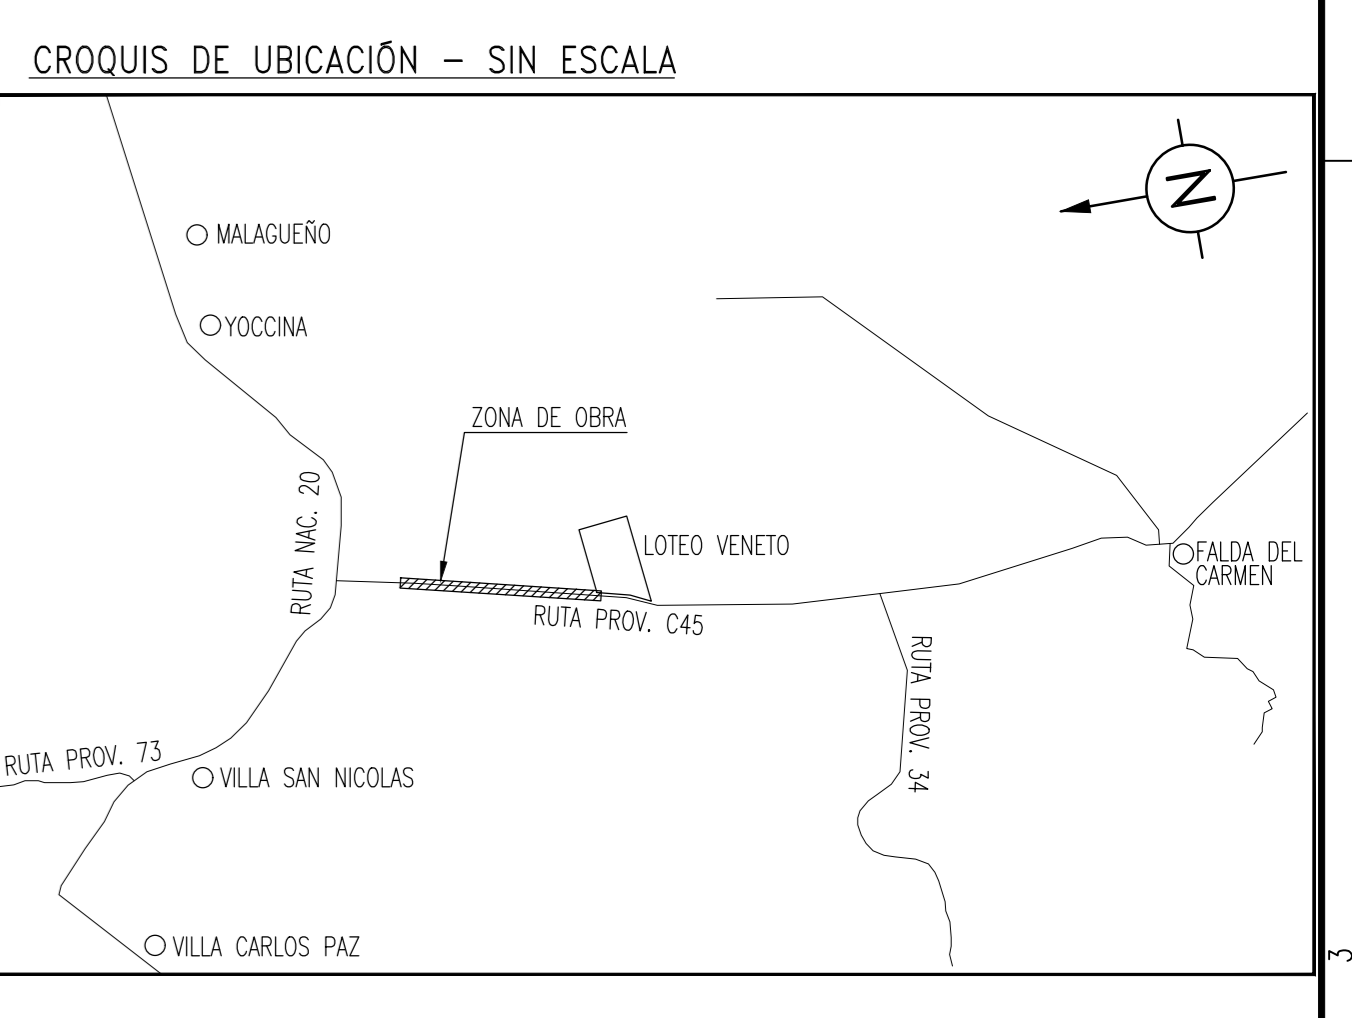 CROQUIS DE UBICACIÓN - SIN ESCALA
N
MALAGUEÑO
YOCCINA
ZONA DE OBRA
RUTA NAC. 20
LOTEO VENETO
FALDA DEL
CARMEN
RUTA PROV. C45
RUTA PROV. 34
RUTA PROV. 73
VILLA SAN NICOLAS
VILLA CARLOS PAZ
3